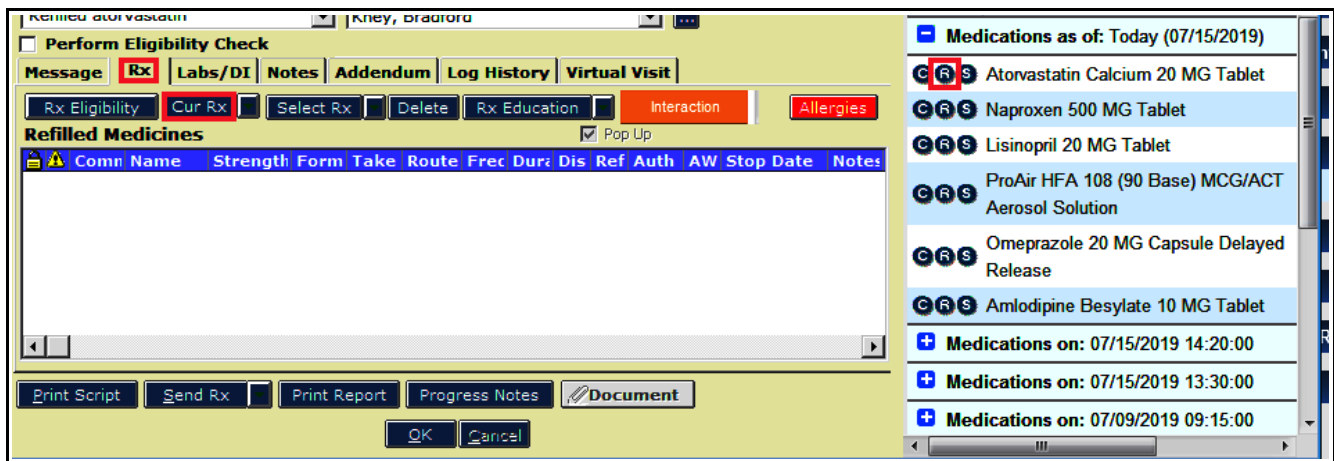 Refilled atorvastatin Kney, Bradford ...
Perform Eligibility Check
Message Rx Labs/DI Notes Addendum Log History Virtual Visit
Rx Eligibility Cur Rx Select Rx Delete Rx Education Interaction Allergies
Refilled Medicines Pop Up
Comn Name Strength Form Take Route Frec Dura Dis Ref Auth AW Stop Date Notes
Print Script Send Rx Print Report Progress Notes Document
OK Cancel
Medications as of: Today (07/15/2019)
C R S Atorvastatin Calcium 20 MG Tablet
C R S Naproxen 500 MG Tablet
C R S Lisinopril 20 MG Tablet
C R S ProAir HFA 108 (90 Base) MCG/ACT
Aerosol Solution
C R S Omeprazole 20 MG Capsule Delayed
Release
C R S Amlodipine Besylate 10 MG Tablet
Medications on: 07/15/2019 14:20:00
Medications on: 07/15/2019 13:30:00
Medications on: 07/09/2019 09:15:00